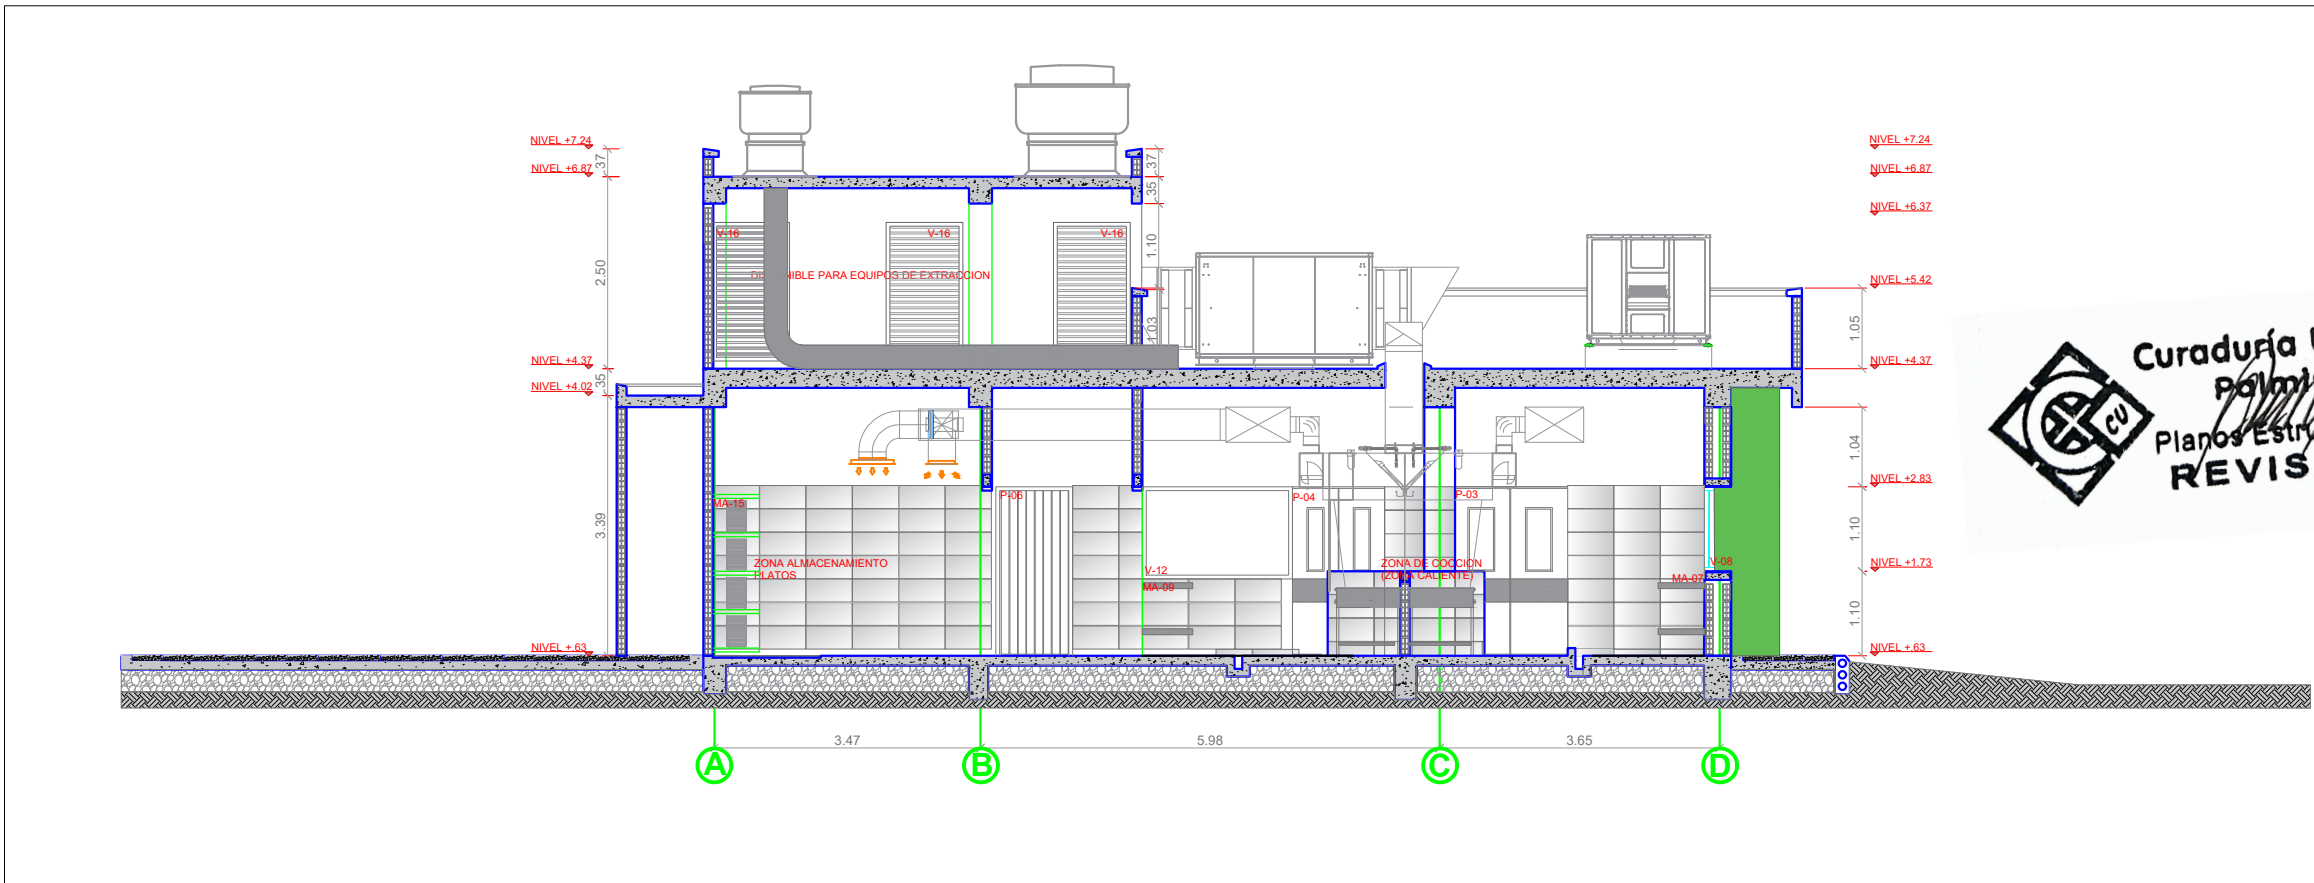 NIVEL +7.24
NIVEL +6.87
NIVEL +4.37
NIVEL +4.02
NIVEL +.63
.37
2.50
.35
3.39
.37
.35
1.10
1.03
V-16
V-16
V-16
PARA EQUIPOS DE EXTRACCION
MA-15
ZONA ALMACENAMIENTO
PLATOS
P-06
V-12
MA-09
P-04
P-03
ZONA DE COCCION
(ZONA CALIENTE)
MA-07
V-08
NIVEL +7.24
NIVEL +6.87
NIVEL +6.37
NIVEL +5.42
NIVEL +4.37
NIVEL +2.83
NIVEL +1.73
NIVEL +.63
1.05
1.04
1.10
1.10
Curaduría
Planos
REVIS
3.47
5.98
3.65
A
B
C
D
CU